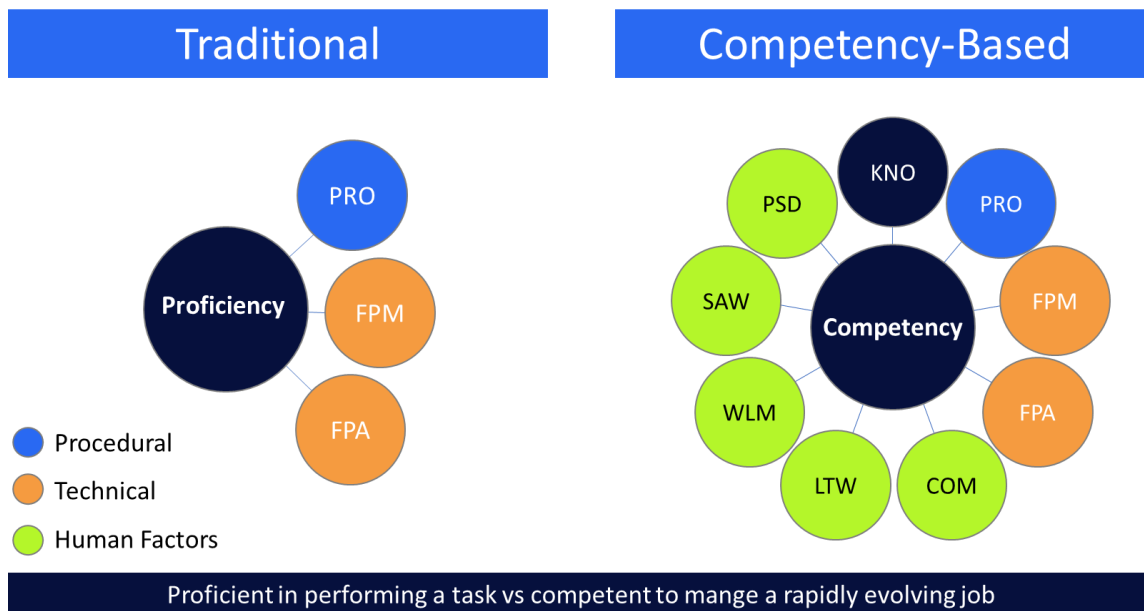 Traditional
Competency-Based
PRO
Proficiency
FPM
FPA
Procedural
Technical
Human Factors
KNO
PSD
PRO
SAW
FPM
Competency
WLM
FPA
LTW
COM
Proficient in performing a task vs competent to mange a rapidly evolving job